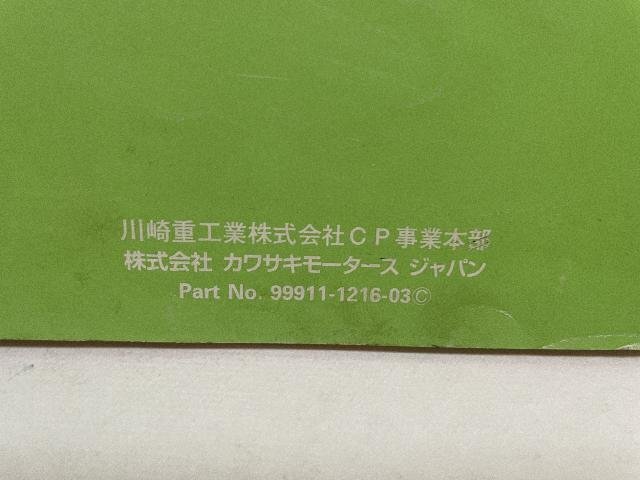 川崎重工業株式会社CP事業本部
株式会社 カワサキモータース ジャパン
Part No. 99911-1216-03©